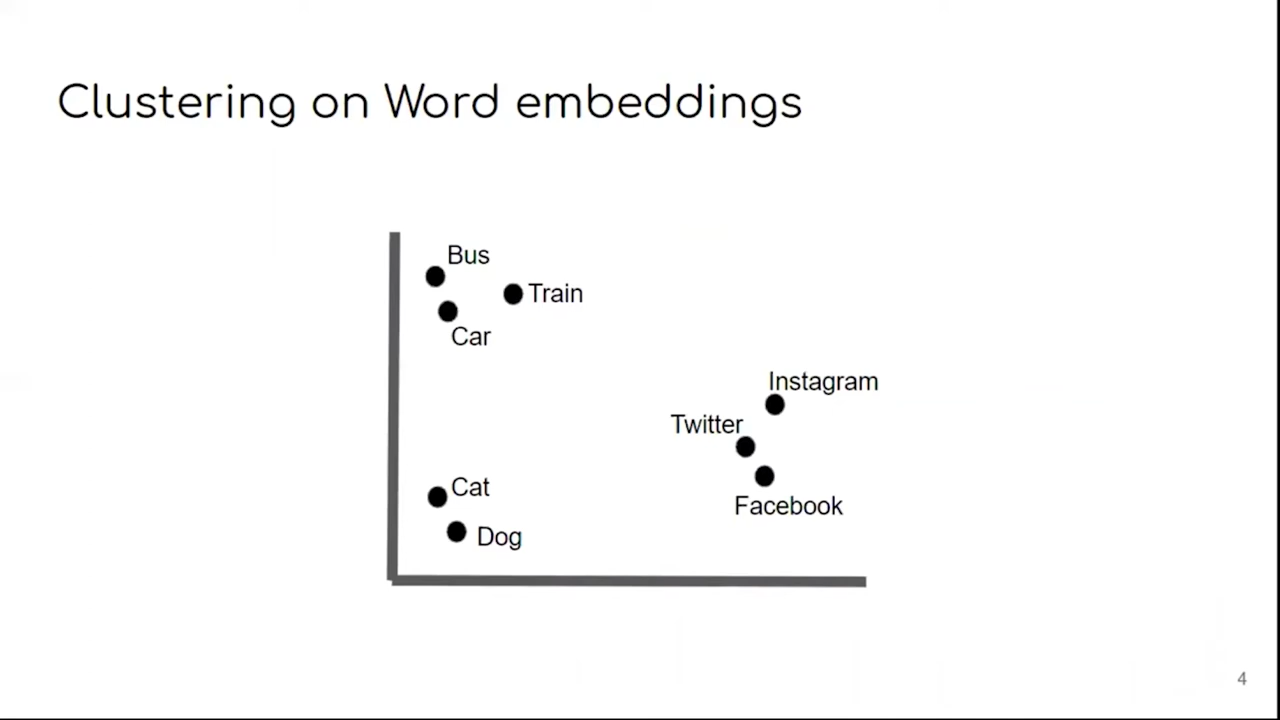 Clustering on Word embeddings
Bus
Train
Car
Instagram
Twitter
Cat
Facebook
Dog
4